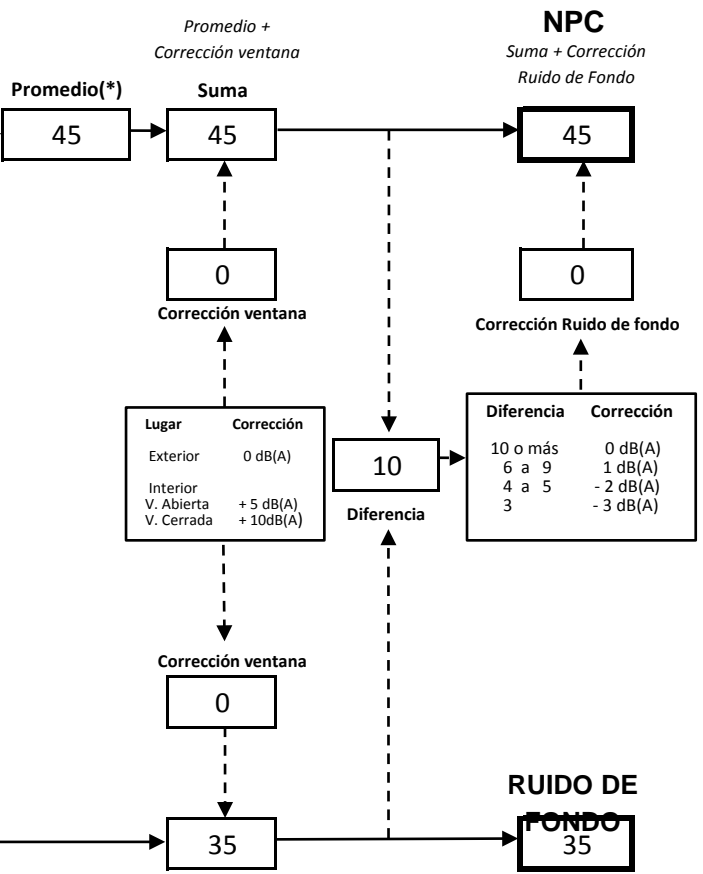 Promedio +
Corrección ventana
NPC
Suma + Corrección
Ruido de Fondo
Promedio(*)
Suma
45
45
45
0
0
Corrección ventana
Corrección Ruido de fondo
Lugar Corrección
Exterior 0 dB(A)
Interior
V. Abierta + 5 dB(A)
V. Cerrada + 10dB(A)
10
Diferencia
Diferencia Corrección
10 o más 0 dB(A)
6 a 9 1 dB(A)
4 a 5 - 2 dB(A)
3 - 3 dB(A)
Corrección ventana
0
RUIDO DE
FONDO
35
35